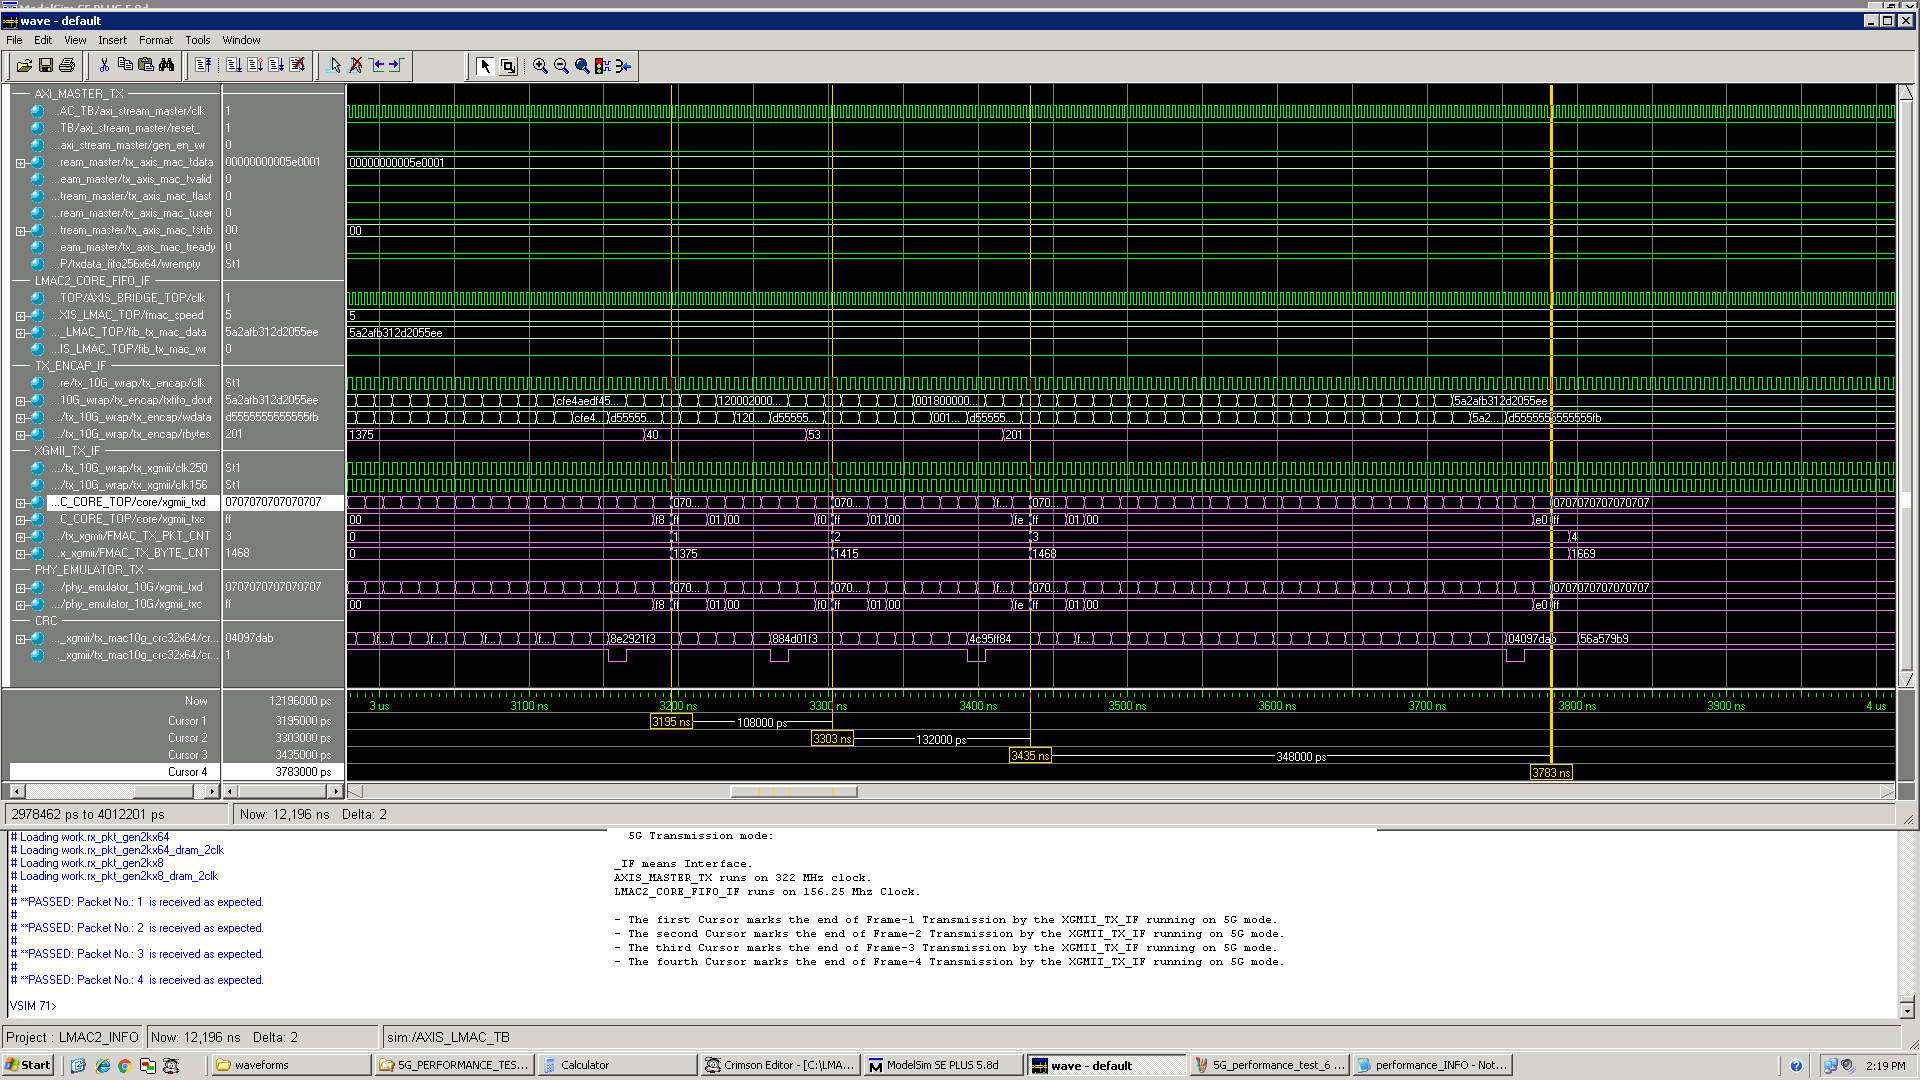 ModelSim SE PLUS 5.8d
wave - default
File Edit View Insert Format Tools Window
AXI_MASTER_TX
...AC_TB/axi_stream_master/clk 1
...TB/axi_stream_master/reset_ 1
...axi_stream_master/gen_en_wr 0
...ream_master/tx_axis_mac_tdata 00000000005e0001 00000000005e0001
...eam_master/tx_axis_mac_tvalid 0
...tream_master/tx_axis_mac_tlast 0
...ream_master/tx_axis_mac_tuser 0
...tream_master/tx_axis_mac_tstrb 00 00
...eam_master/tx_axis_mac_tready 0
...P/txdata_fifo256x64/wrempty St1
LMAC2_CORE_FIFO_IF
...TOP/AXIS_BRIDGE_TOP/clk 1
...XIS_LMAC_TOP/fmac_speed 5 5
..._LMAC_TOP/fib_tx_mac_data 5a2afb312d2055ee 5a2afb312d2055ee
...IS_LMAC_TOP/fib_tx_mac_wr 0
TX_ENCAP_IF
...re/tx_10G_wrap/tx_encap/clk St1
...10G_wrap/tx_encap/txfifo_dout 5a2afb312d2055ee cfe4aedf45... 120002000... 001800000... 5a2afb312d2055ee
.../tx_10G_wrap/tx_encap/wdata d5555555555555fb cfe4... d55555... 120... d55555... 001... d55555... 5a2... d5555555555555fb
.../tx_10G_wrap/tx_encap/rbytes 201 1375 40 53 201
XGMII_TX_IF
.../tx_10G_wrap/tx_xgmii/clk250 St1
.../tx_10G_wrap/tx_xgmii/clk156 St1
...C_CORE_TOP/core/xgmii_txd 0707070707070707 070... 070... f... 070... 0707070707070707
...C_CORE_TOP/core/xgmii_txc ff 00 f8 ff 01 00 f0 ff 01 00 fe ff 01 00 e0 ff
.../tx_xgmii/FMAC_TX_PKT_CNT 3 0 1 2 3 4
...x_xgmii/FMAC_TX_BYTE_CNT 1468 0 1375 1415 1468 1669
PHY_EMULATOR_TX
.../phy_emulator_10G/xgmii_txd 0707070707070707 070... 070... f... 070... 0707070707070707
.../phy_emulator_10G/xgmii_txc ff 00 f8 ff 01 00 f0 ff 01 00 fe ff 01 00 e0 ff
CRC
..._xgmii/tx_mac10g_crc32x64/cr... 04097dab f... f... f... f... 8e2921f3 884d01f3 4c95ff84 f... 04097dab 56a579b9
..._xgmii/tx_mac10g_crc32x64/cr... 1
Now 12196000 ps 3 us 3100 ns 3200 ns 3300 ns 3400 ns 3500 ns 3600 ns 3700 ns 3800 ns 3900 ns 4 us
Cursor 1 3195000 ps 3195 ns 108000 ps
Cursor 2 3303000 ps 3303 ns 132000 ps
Cursor 3 3435000 ps 3435 ns 348000 ps
Cursor 4 3783000 ps 3783 ns
2978462 ps to 4012201 ps Now: 12,196 ns Delta: 2
# Loading work.rx_pkt_gen2kx64
# Loading work.rx_pkt_gen2kx64_dram_2clk
# Loading work.rx_pkt_gen2kx8
# Loading work.rx_pkt_gen2kx8_dram_2clk
#
# **PASSED: Packet No.: 1 is received as expected.
#
# **PASSED: Packet No.: 2 is received as expected.
#
# **PASSED: Packet No.: 3 is received as expected.
#
# **PASSED: Packet No.: 4 is received as expected.
VSIM 71>
5G Transmission mode:
_IF means Interface.
AXIS_MASTER_TX runs on 322 MHz clock.
LMAC2_CORE_FIFO_IF runs on 156.25 Mhz Clock.
- The first Cursor marks the end of Frame-1 Transmission by the XGMII_TX_IF running on 5G mode.
- The second Cursor marks the end of Frame-2 Transmission by the XGMII_TX_IF running on 5G mode.
- The third Cursor marks the end of Frame-3 Transmission by the XGMII_TX_IF running on 5G mode.
- The fourth Cursor marks the end of Frame-4 Transmission by the XGMII_TX_IF running on 5G mode.
Project : LMAC2_INFO Now: 12,196 ns Delta: 2 sim:/AXIS_LMAC_TB
Start waveforms 5G_PERFORMANCE_TES... Calculator Crimson Editor - [C:\LMA... ModelSim SE PLUS 5.8d wave - default 5G_performance_test_6 ... performance_INFO - Not... 2:19 PM